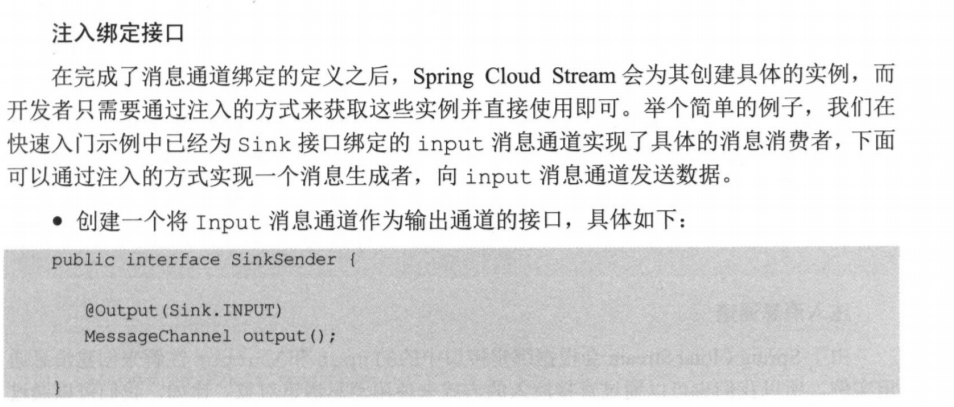 注入绑定接口
在完成了消息通道绑定的定义之后，Spring Cloud Stream 会为其创建具体的实例，而
开发者只需要通过注入的方式来获取这些实例并直接使用即可。举个简单的例子，我们在
快速入门示例中已经为 Sink 接口绑定的 input 消息通道实现了具体的消息消费者，下面
可以通过注入的方式实现一个消息生成者，向 input 消息通道发送数据。
● 创建一个将 Input 消息通道作为输出通道的接口，具体如下：
public interface SinkSender {
@Output(Sink.INPUT)
MessageChannel output();
}